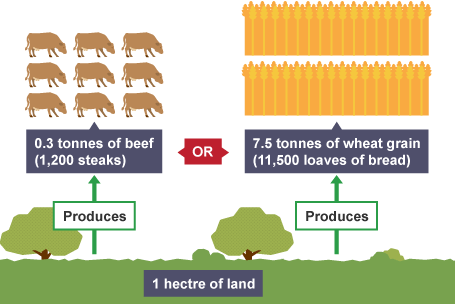 0.3 tonnes of beef
(1,200 steaks)
OR
7.5 tonnes of wheat grain
(11,500 loaves of bread)
Produces
Produces
1 hectre of land